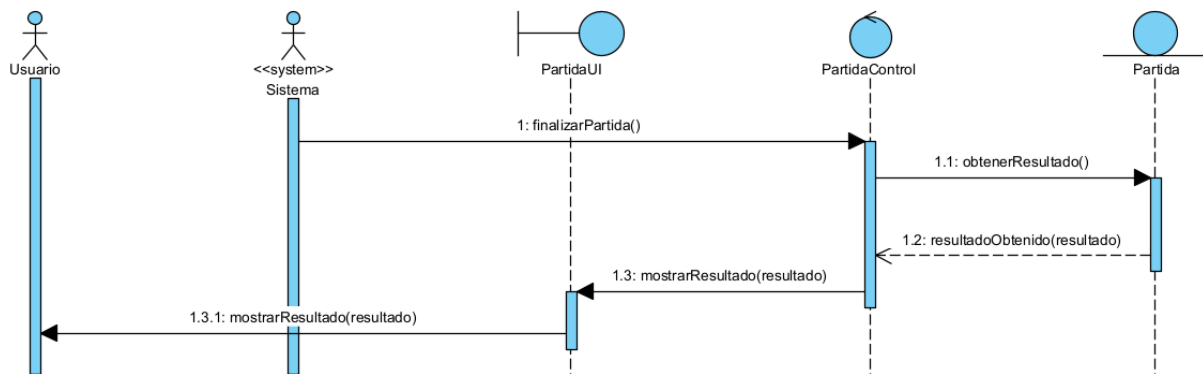 Usuario
<<system>>
Sistema
PartidaUI
PartidaControl
Partida
1: finalizarPartida()
1.1: obtenerResultado()
1.2: resultadoObtenido(resultado)
1.3: mostrarResultado(resultado)
1.3.1: mostrarResultado(resultado)